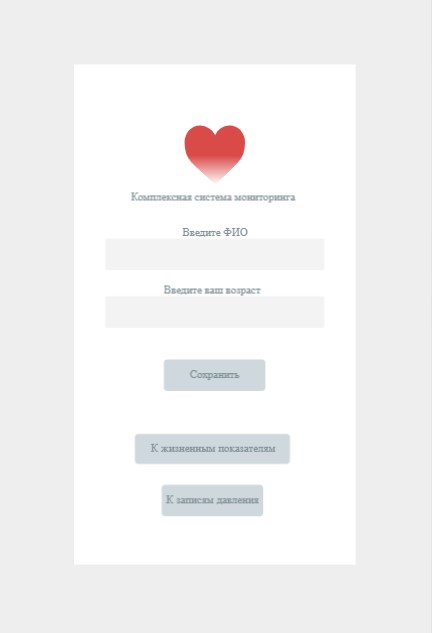 Комплексная система мониторинга
Введите ФИО
Введите ваш возраст
Сохранить
К жизненным показателям
К записям давления